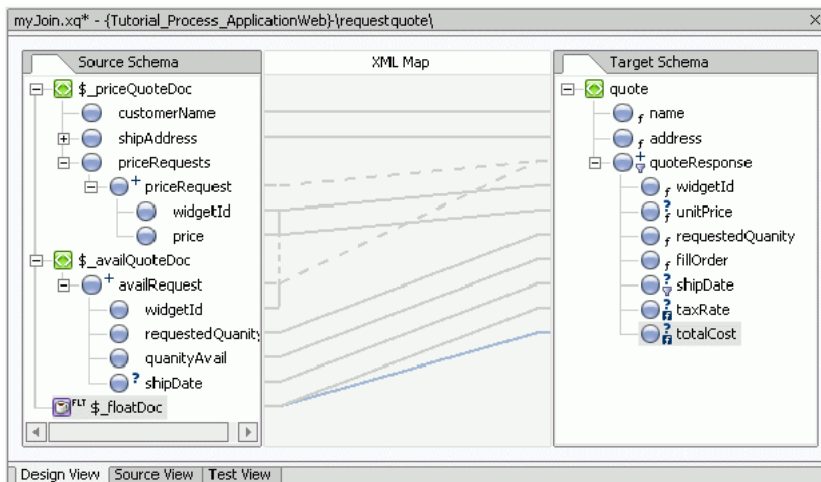 myJoin.xq* - {Tutorial_Process_ApplicationWeb}\requestquote\
Source Schema
XML Map
Target Schema
$_priceQuoteDoc
customerName
shipAddress
priceRequests
priceRequest
widgetId
price
$_availQuoteDoc
availRequest
widgetId
requestedQuanity
quanityAvail
shipDate
FLT $_floatDoc
quote
name
address
quoteResponse
widgetId
unitPrice
requestedQuanity
fillOrder
shipDate
taxRate
totalCost
Design View Source View Test View